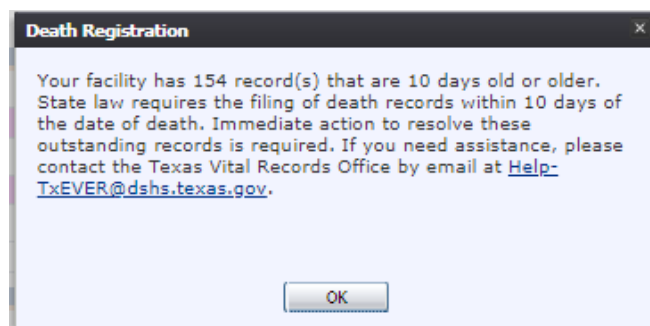 Death Registration
Your facility has 154 record(s) that are 10 days old or older.
State law requires the filing of death records within 10 days of
the date of death. Immediate action to resolve these
outstanding records is required. If you need assistance, please
contact the Texas Vital Records Office by email at Help-
TxEVER@dshs.texas.gov.
OK